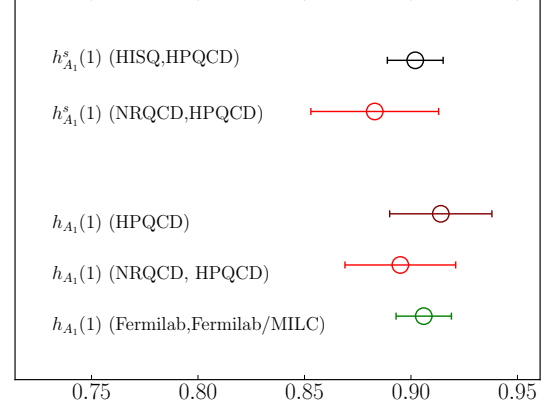 h^s_{A_1}(1) (HISQ,HPQCD)
h^s_{A_1}(1) (NRQCD,HPQCD)
h_{A_1}(1) (HPQCD)
h_{A_1}(1) (NRQCD, HPQCD)
h_{A_1}(1) (Fermilab,Fermilab/MILC)
0.75 0.80 0.85 0.90 0.95